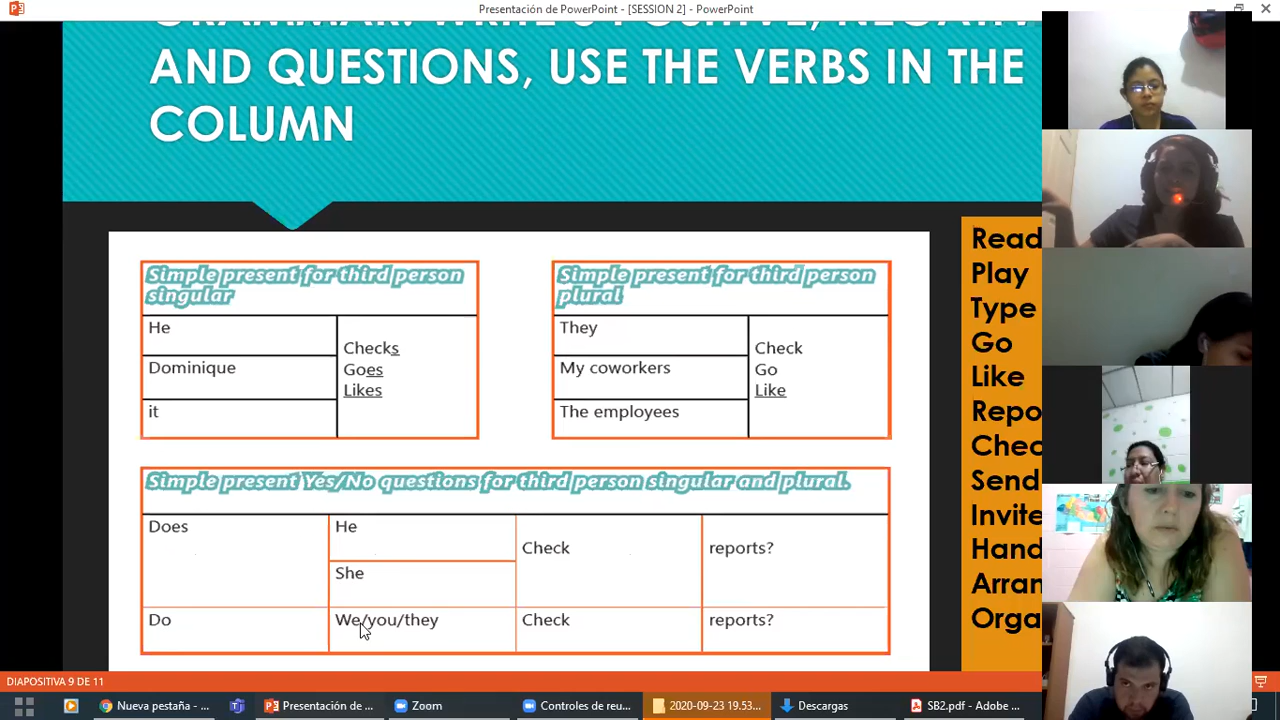 Presentación de PowerPoint - [SESSION 2] - PowerPoint
AND QUESTIONS, USE THE VERBS IN THE
COLUMN
Simple present for third person
singular
He
Dominique
it
Checks
Goes
Likes
Simple present for third person
plural
They
My coworkers
The employees
Check
Go
Like
Simple present Yes/No questions for third person singular and plural.
Does
He
She
Check
reports?
Do
We/you/they
Check
reports?
Read
Play
Type
Go
Like
Repo
Chec
Send
Invite
Hand
Arran
Orga
DIAPOSITIVA 9 DE 11
Nueva pestaña - ...
Presentación de ...
Zoom
Controles de reu...
2020-09-23 19.53...
Descargas
SB2.pdf - Adobe ...